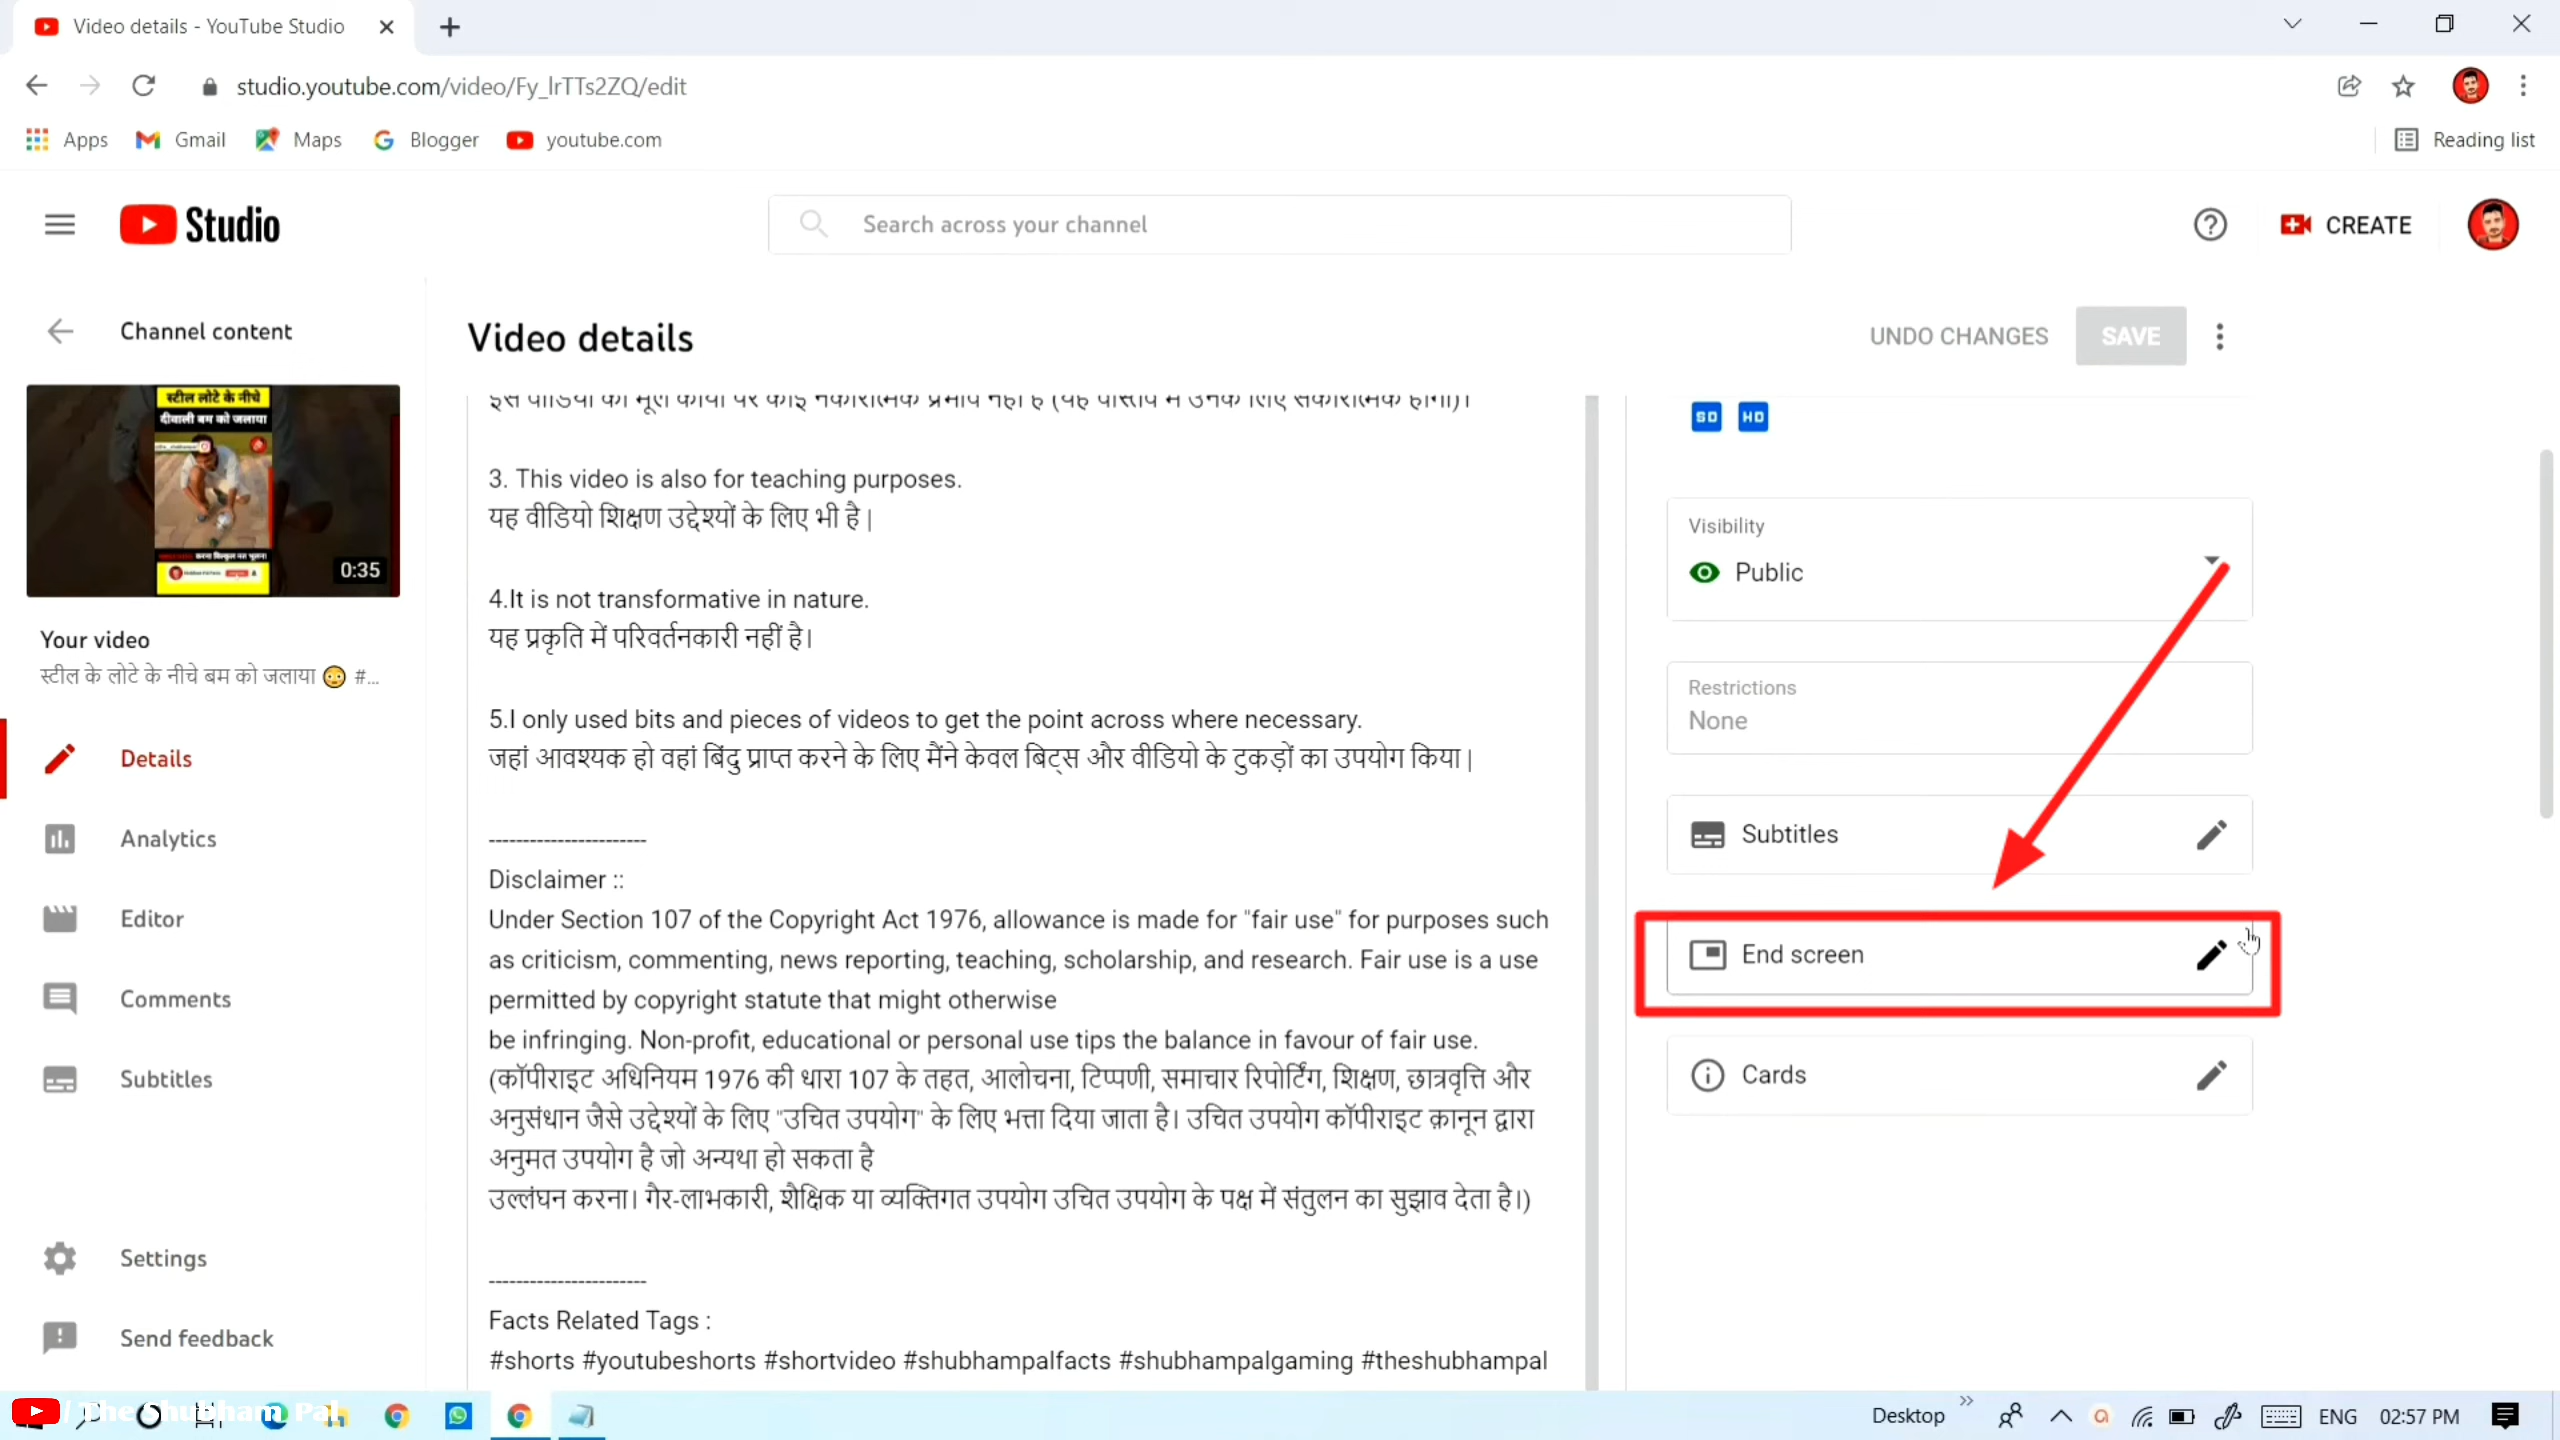 Video details - YouTube Studio
studio.youtube.com/video/Fy_lrTTs2ZQ/edit
Apps Gmail Maps Blogger youtube.com Reading list
Studio Search across your channel CREATE
Channel content
Video details UNDO CHANGES SAVE
स्टील लोटे के नीचे
दीवाली बम को जलाया
करना बिल्कुल मत भूलना
0:35
Your video
स्टील के लोटे के नीचे बम को जलाया 😳 #...
Details
Analytics
Editor
Comments
Subtitles
Settings
Send feedback
3. This video is also for teaching purposes.
यह वीडियो शिक्षण उद्देश्यों के लिए भी है |
4.It is not transformative in nature.
यह प्रकृति में परिवर्तनकारी नहीं है।
5.I only used bits and pieces of videos to get the point across where necessary.
जहां आवश्यक हो वहां बिंदु प्राप्त करने के लिए मैंने केवल बिट्स और वीडियो के टुकड़ों का उपयोग किया |
-----------------------
Disclaimer ::
Under Section 107 of the Copyright Act 1976, allowance is made for "fair use" for purposes such
as criticism, commenting, news reporting, teaching, scholarship, and research. Fair use is a use
permitted by copyright statute that might otherwise
be infringing. Non-profit, educational or personal use tips the balance in favour of fair use.
(कॉपीराइट अधिनियम 1976 की धारा 107 के तहत, आलोचना, टिप्पणी, समाचार रिपोर्टिंग, शिक्षण, छात्रवृत्ति और
अनुसंधान जैसे उद्देश्यों के लिए "उचित उपयोग" के लिए भत्ता दिया जाता है। उचित उपयोग कॉपीराइट क़ानून द्वारा
अनुमत उपयोग है जो अन्यथा हो सकता है
उल्लंघन करना। गैर-लाभकारी, शैक्षिक या व्यक्तिगत उपयोग उचित उपयोग के पक्ष में संतुलन का सुझाव देता है।)
-----------------------
Facts Related Tags :
#shorts #youtubeshorts #shortvideo #shubhampalfacts #shubhampalgaming #theshubhampal
SD HD
Visibility
Public
Restrictions
None
Subtitles
End screen
Cards
/ The Shubham Pal
Desktop ENG 02:57 PM